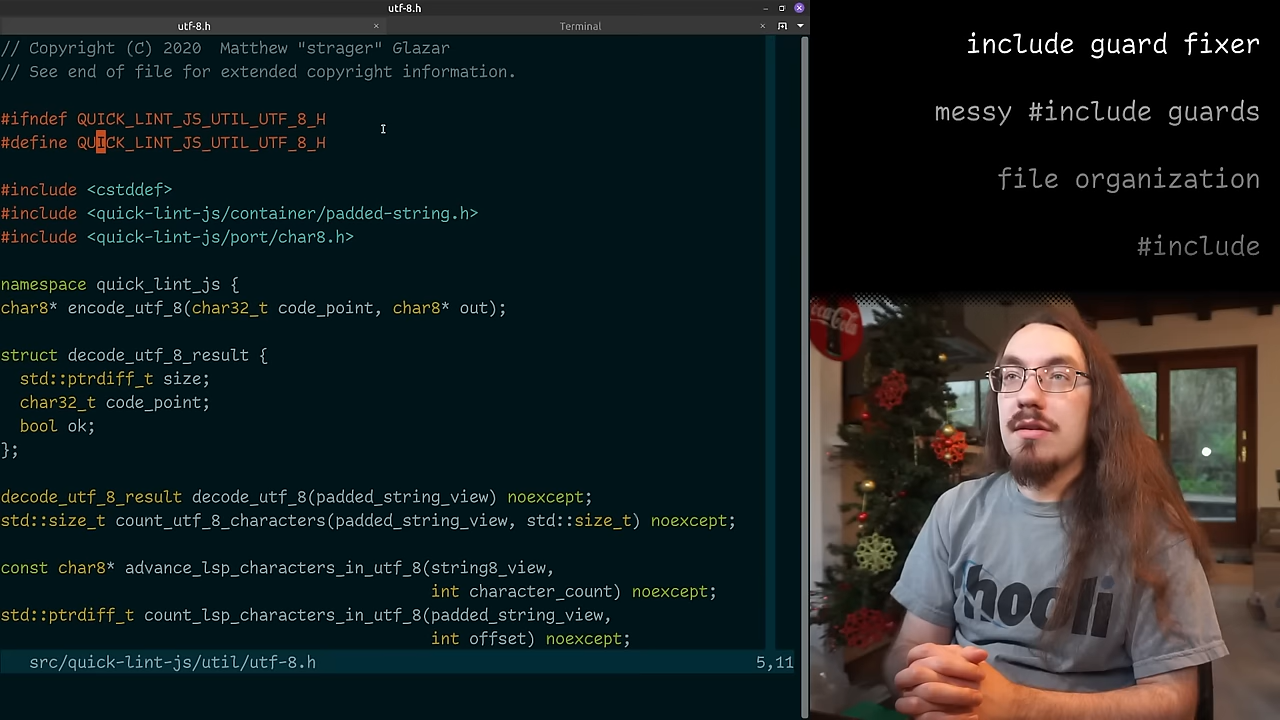 utf-8.h
utf-8.h
Terminal
// Copyright (C) 2020  Matthew "strager" Glazar
// See end of file for extended copyright information.
#ifndef QUICK_LINT_JS_UTIL_UTF_8_H
#define QUICK_LINT_JS_UTIL_UTF_8_H
#include <cstddef>
#include <quick-lint-js/container/padded-string.h>
#include <quick-lint-js/port/char8.h>
namespace quick_lint_js {
char8* encode_utf_8(char32_t code_point, char8* out);
struct decode_utf_8_result {
  std::ptrdiff_t size;
  char32_t code_point;
  bool ok;
};
decode_utf_8_result decode_utf_8(padded_string_view) noexcept;
std::size_t count_utf_8_characters(padded_string_view, std::size_t) noexcept;
const char8* advance_lsp_characters_in_utf_8(string8_view,
                                             int character_count) noexcept;
std::ptrdiff_t count_lsp_characters_in_utf_8(padded_string_view,
                                             int offset) noexcept;
src/quick-lint-js/util/utf-8.h 5,11
include guard fixer
messy #include guards
file organization
#include
Coca-Cola
hooli